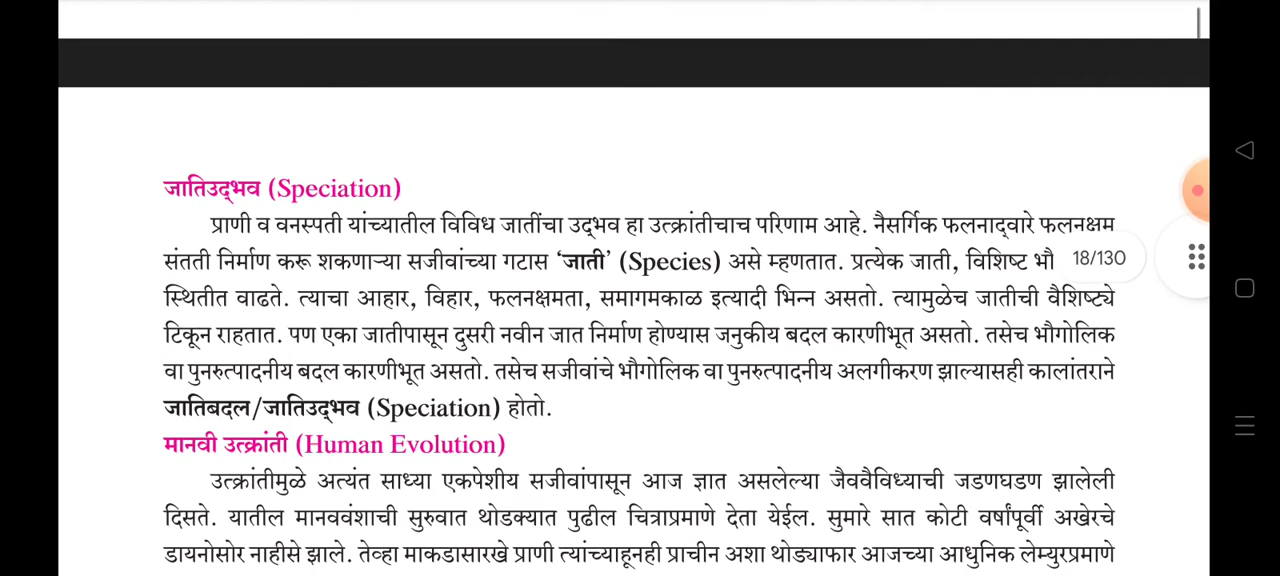 जातिउद्‌भव (Speciation)
प्राणी व वनस्पती यांच्यातील विविध जातींचा उद्‌भव हा उत्क्रांतीचाच परिणाम आहे. नैसर्गिक फलनाद्‌वारे फलनक्षम
संतती निर्माण करू शकणाऱ्या सजीवांच्या गटास ‘जाती’ (Species) असे म्हणतात. प्रत्येक जाती, विशिष्ट भौ 18/130
स्थितीत वाढते. त्याचा आहार, विहार, फलनक्षमता, समागमकाळ इत्यादी भिन्न असतो. त्यामुळेच जातीची वैशिष्ट्ये
टिकून राहतात. पण एका जातीपासून दुसरी नवीन जात निर्माण होण्यास जनुकीय बदल कारणीभूत असतो. तसेच भौगोलिक
वा पुनरुत्पादनीय बदल कारणीभूत असतो. तसेच सजीवांचे भौगोलिक वा पुनरुत्पादनीय अलगीकरण झाल्यासही कालांतराने
जातिबदल/जातिउद्‌भव (Speciation) होतो.
मानवी उत्क्रांती (Human Evolution)
उत्क्रांतीमुळे अत्यंत साध्या एकपेशीय सजीवांपासून आज ज्ञात असलेल्या जैववैविध्याची जडणघडण झालेली
दिसते. यातील मानववंशाची सुरुवात थोडक्यात पुढील चित्राप्रमाणे देता येईल. सुमारे सात कोटी वर्षांपूर्वी अखेरचे
डायनोसोर नाहीसे झाले. तेव्हा माकडासारखे प्राणी त्यांच्याहूनही प्राचीन अशा थोड्याफार आजच्या आधुनिक लेम्युरप्रमाणे